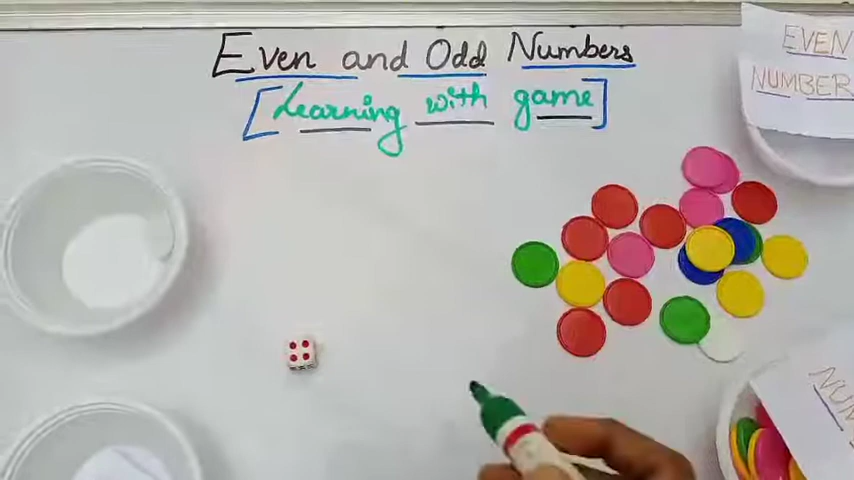 Even and Odd Numbers
[Learning with game]
EVEN
NUMBER